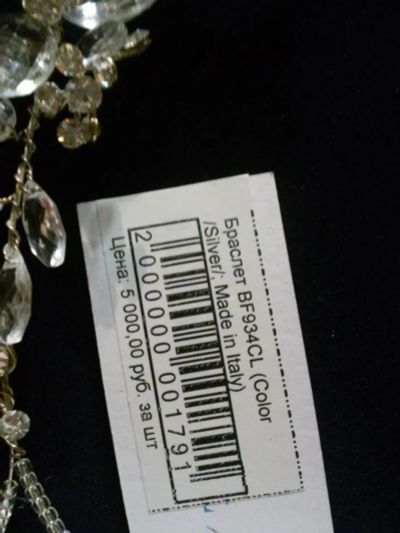 Браслет BF934CL (Color
/Silver/; Made in Italy)
2 000000 001791
Цена: 5 000,00 руб. за шт